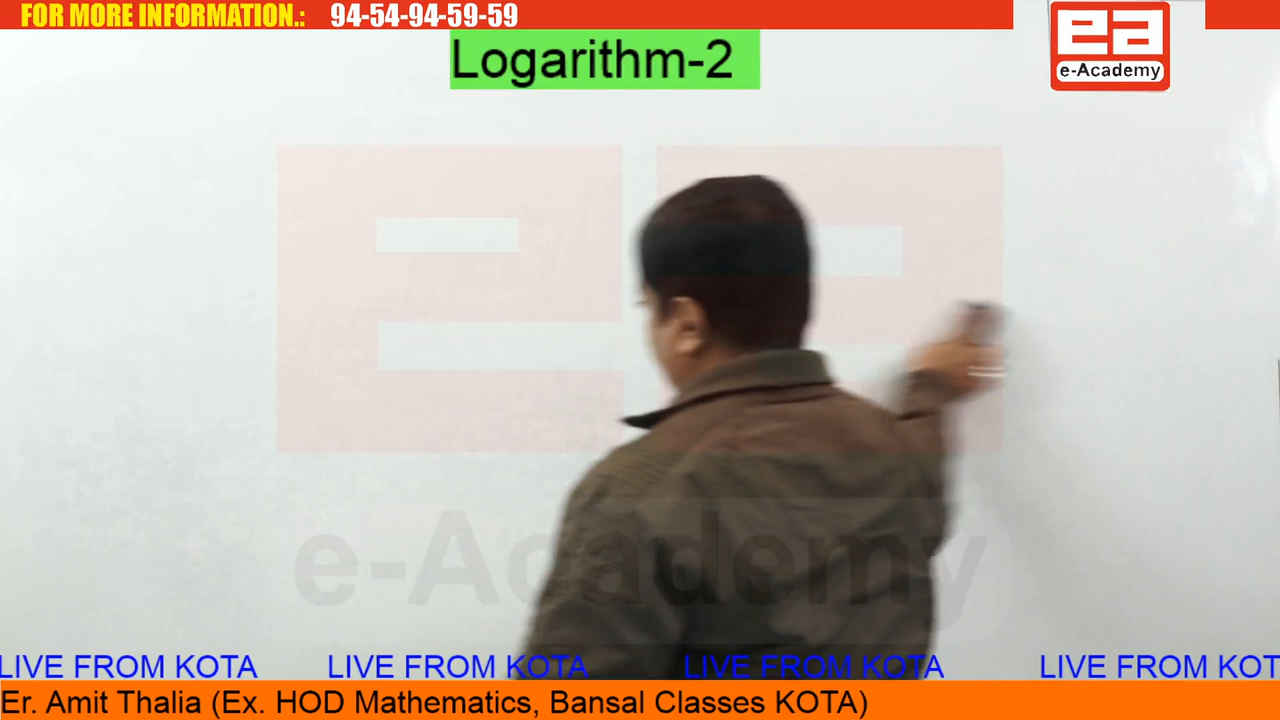 FOR MORE INFORMATION.: 94-54-94-59-59
ea
e-Academy
Logarithm-2
ea
e-Academy
LIVE FROM KOTA LIVE FROM KOTA LIVE FROM KOTA LIVE FROM KOT
Er. Amit Thalia (Ex. HOD Mathematics, Bansal Classes KOTA)